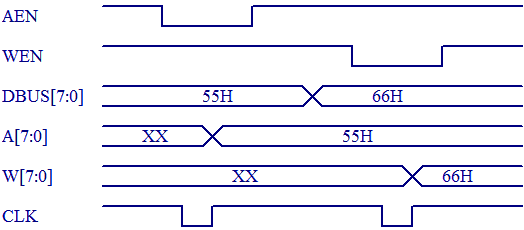 AEN
WEN
DBUS[7:0] 55H 66H
A[7:0] XX 55H
W[7:0] XX 66H
CLK